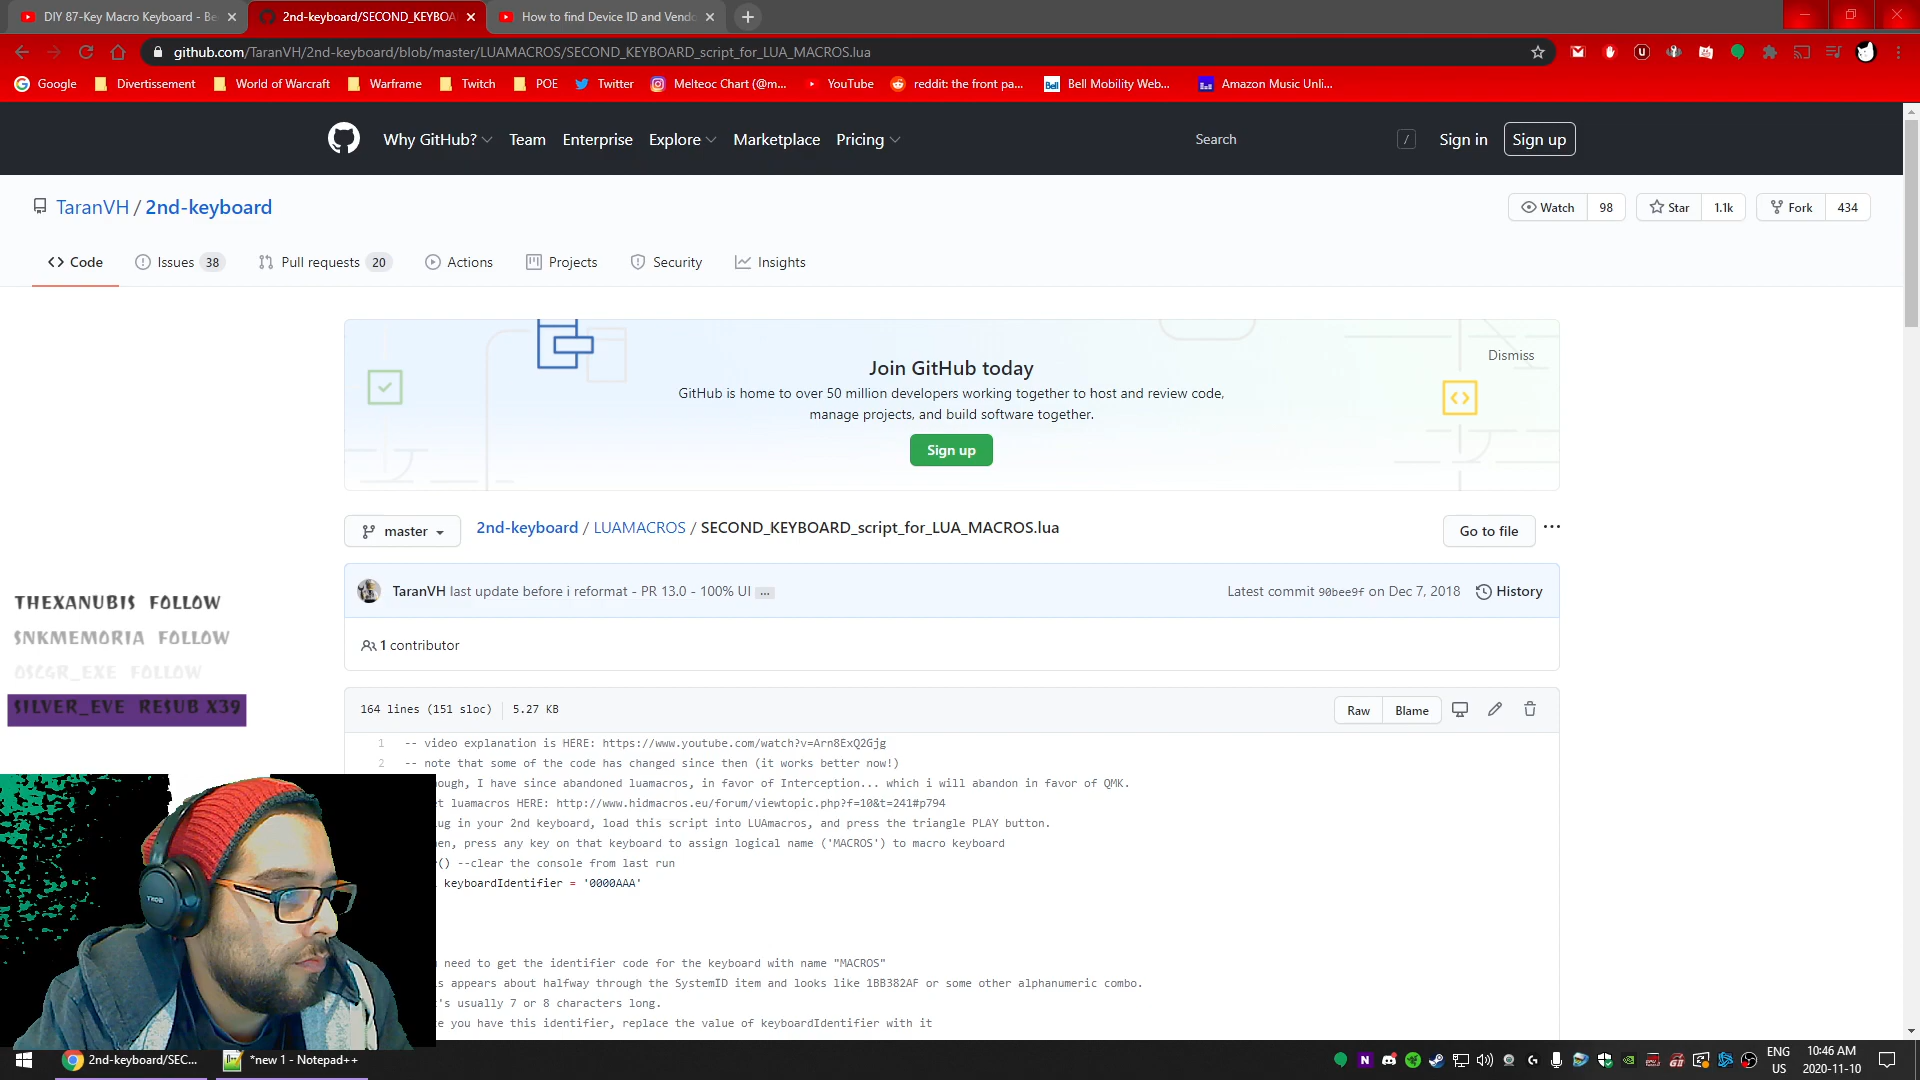 DIY 87-Key Macro Keyboard - Be
2nd-keyboard/SECOND_KEYBOA
How to find Device ID and Vendo
github.com/TaranVH/2nd-keyboard/blob/master/LUAMACROS/SECOND_KEYBOARD_script_for_LUA_MACROS.lua
Google Divertissement World of Warcraft Warframe Twitch POE Twitter Melteoc Chart (@m... YouTube reddit: the front pa... Bell Mobility Web... Amazon Music Unli...
Why GitHub? Team Enterprise Explore Marketplace Pricing Search / Sign in Sign up
TaranVH / 2nd-keyboard
Watch 98 Star 1.1k Fork 434
Code Issues 38 Pull requests 20 Actions Projects Security Insights
Join GitHub today
Dismiss
GitHub is home to over 50 million developers working together to host and review code,
manage projects, and build software together.
Sign up
master 2nd-keyboard / LUAMACROS / SECOND_KEYBOARD_script_for_LUA_MACROS.lua Go to file ...
TaranVH last update before i reformat - PR 13.0 - 100% UI ... Latest commit 90bee9f on Dec 7, 2018 History
1 contributor
164 lines (151 sloc) 5.27 KB Raw Blame
1 -- video explanation is HERE: https://www.youtube.com/watch?v=Arn8ExQ2Gjg
2 -- note that some of the code has changed since then (it works better now!)
ough, I have since abandoned luamacros, in favor of Interception... which i will abandon in favor of QMK.
t luamacros HERE: http://www.hidmacros.eu/forum/viewtopic.php?f=10&t=241#p794
ug in your 2nd keyboard, load this script into LUAmacros, and press the triangle PLAY button.
en, press any key on that keyboard to assign logical name ('MACROS') to macro keyboard
() --clear the console from last run
keyboardIdentifier = '0000AAA'
need to get the identifier code for the keyboard with name "MACROS"
s appears about halfway through the SystemID item and looks like 1BB382AF or some other alphanumeric combo.
's usually 7 or 8 characters long.
e you have this identifier, replace the value of keyboardIdentifier with it
THEXANUBIS FOLLOW
SNKMEMORIA FOLLOW
OSCGR_EXE FOLLOW
SILVER_EVE RESUB X39
2nd-keyboard/SEC...
*new 1 - Notepad++
ENG
US
10:46 AM
2020-11-10